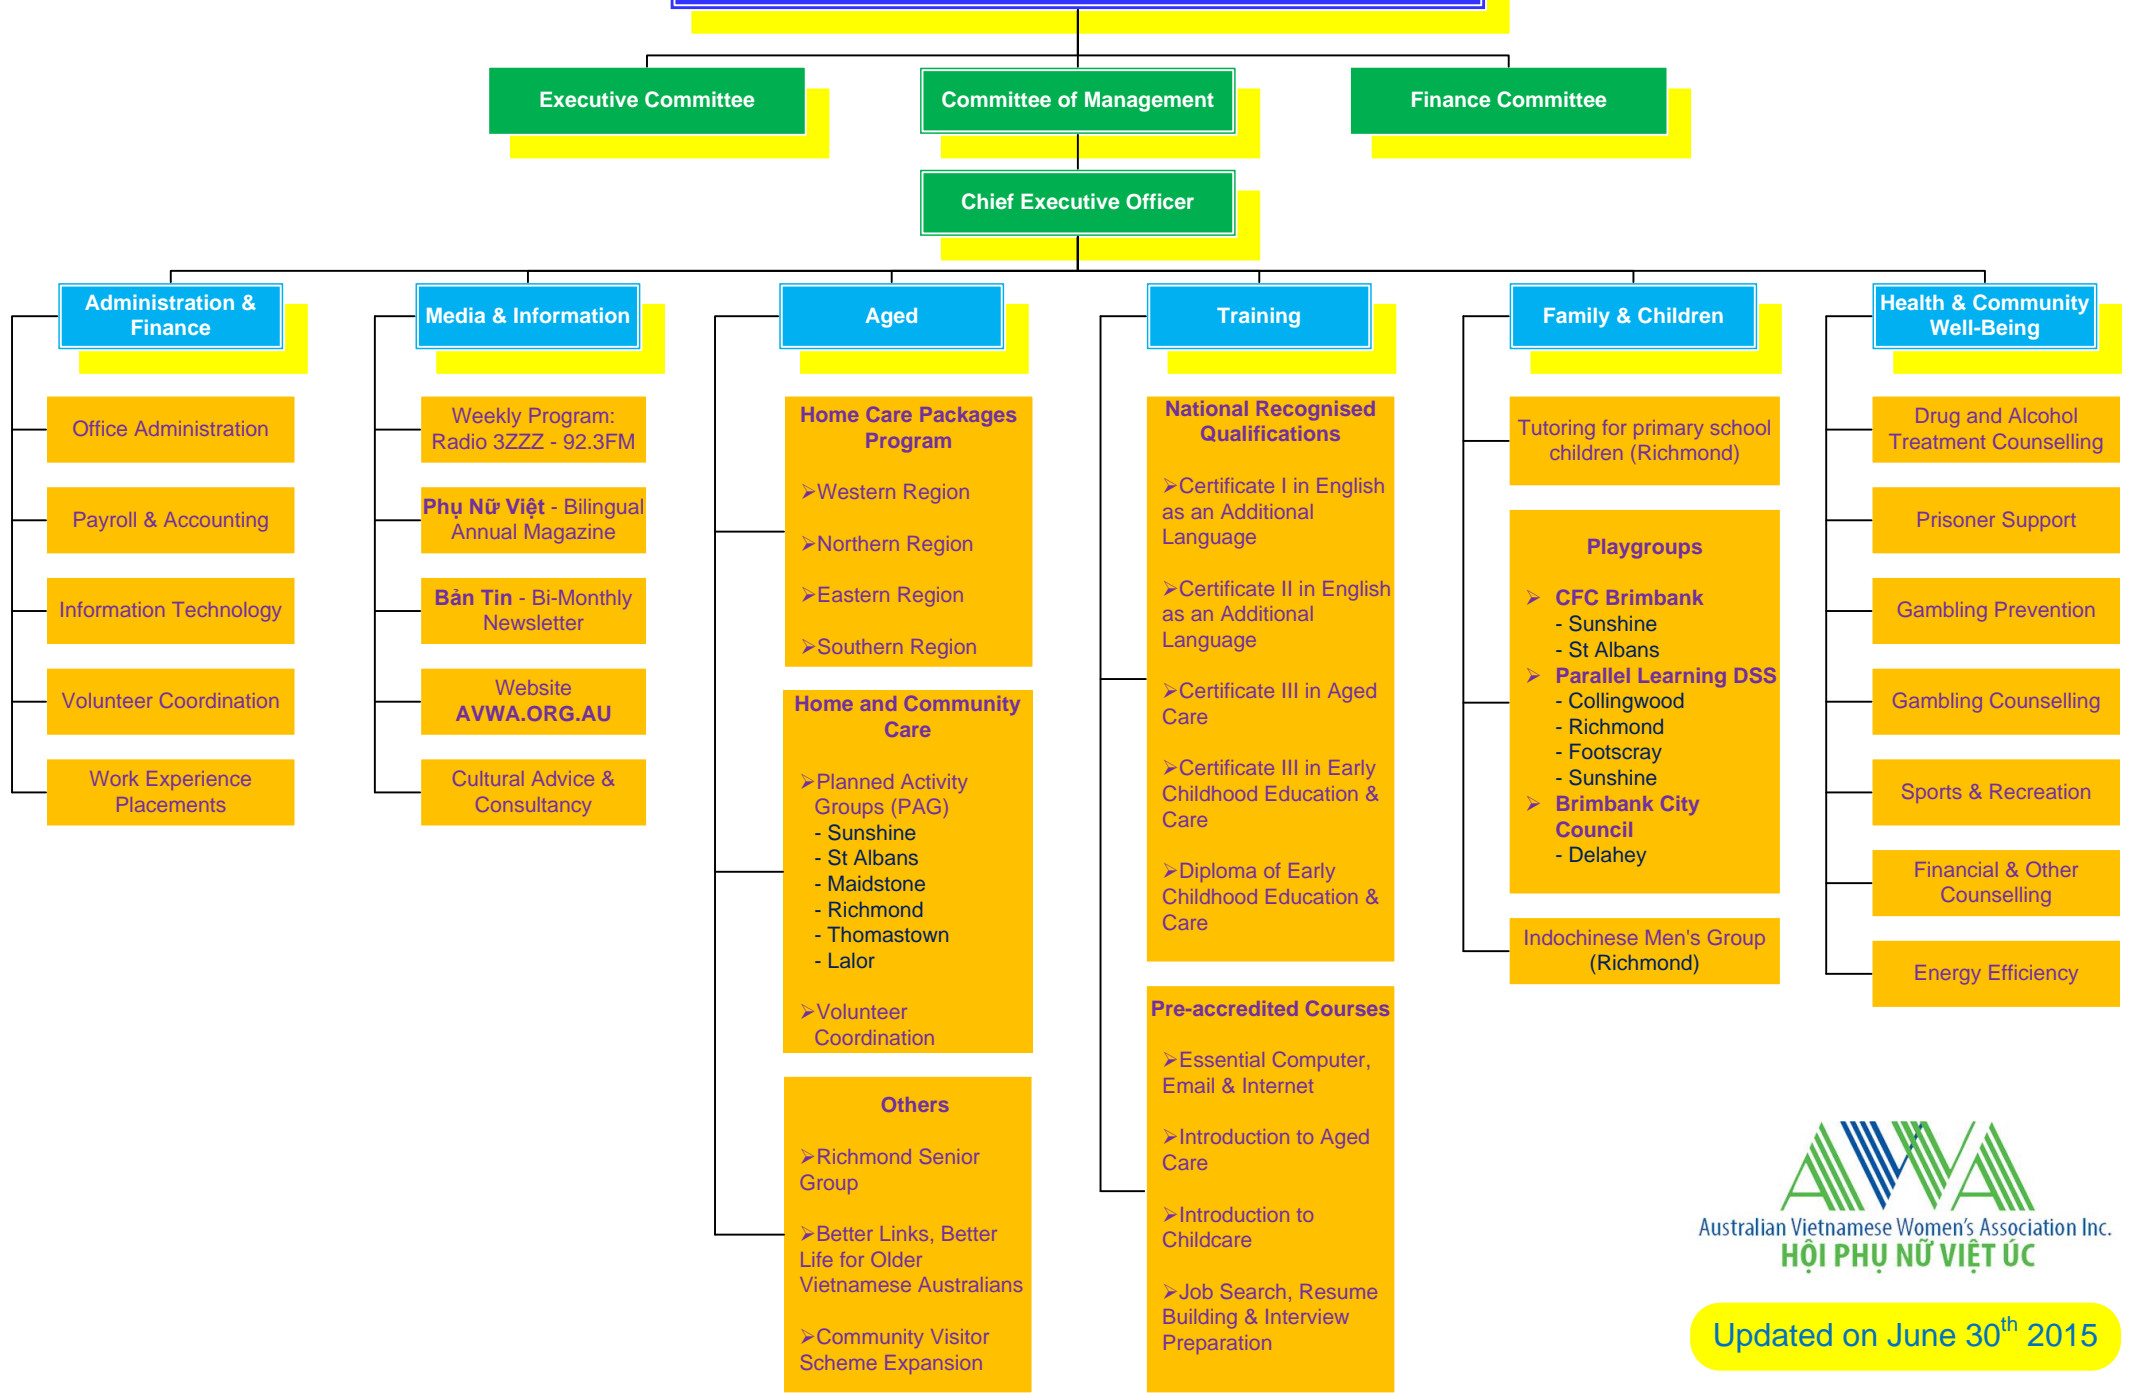 Executive Committee
Committee of Management
Finance Committee
Chief Executive Officer
Administration &
Finance
Office Administration
Payroll & Accounting
Information Technology
Volunteer Coordination
Work Experience
Placements
Media & Information
Weekly Program:
Radio 3ZZZ - 92.3FM
Phụ Nữ Việt - Bilingual
Annual Magazine
Bản Tin - Bi-Monthly
Newsletter
Website
AVWA.ORG.AU
Cultural Advice &
Consultancy
Aged
Home Care Packages
Program
➢Western Region
➢Northern Region
➢Eastern Region
➢Southern Region
Home and Community
Care
➢Planned Activity
Groups (PAG)
- Sunshine
- St Albans
- Maidstone
- Richmond
- Thomastown
- Lalor
➢Volunteer
Coordination
Others
➢Richmond Senior
Group
➢Better Links, Better
Life for Older
Vietnamese Australians
➢Community Visitor
Scheme Expansion
Training
National Recognised
Qualifications
➢Certificate I in English
as an Additional
Language
➢Certificate II in English
as an Additional
Language
➢Certificate III in Aged
Care
➢Certificate III in Early
Childhood Education &
Care
➢Diploma of Early
Childhood Education &
Care
Pre-accredited Courses
➢Essential Computer,
Email & Internet
➢Introduction to Aged
Care
➢Introduction to
Childcare
➢Job Search, Resume
Building & Interview
Preparation
Family & Children
Tutoring for primary school
children (Richmond)
Playgroups
➢ CFC Brimbank
- Sunshine
- St Albans
➢ Parallel Learning DSS
- Collingwood
- Richmond
- Footscray
- Sunshine
➢ Brimbank City
Council
- Delahey
Indochinese Men's Group
(Richmond)
Health & Community
Well-Being
Drug and Alcohol
Treatment Counselling
Prisoner Support
Gambling Prevention
Gambling Counselling
Sports & Recreation
Financial & Other
Counselling
Energy Efficiency
AVWA
Australian Vietnamese Women's Association Inc.
HỘI PHỤ NỮ VIỆT ÚC
Updated on June 30th 2015